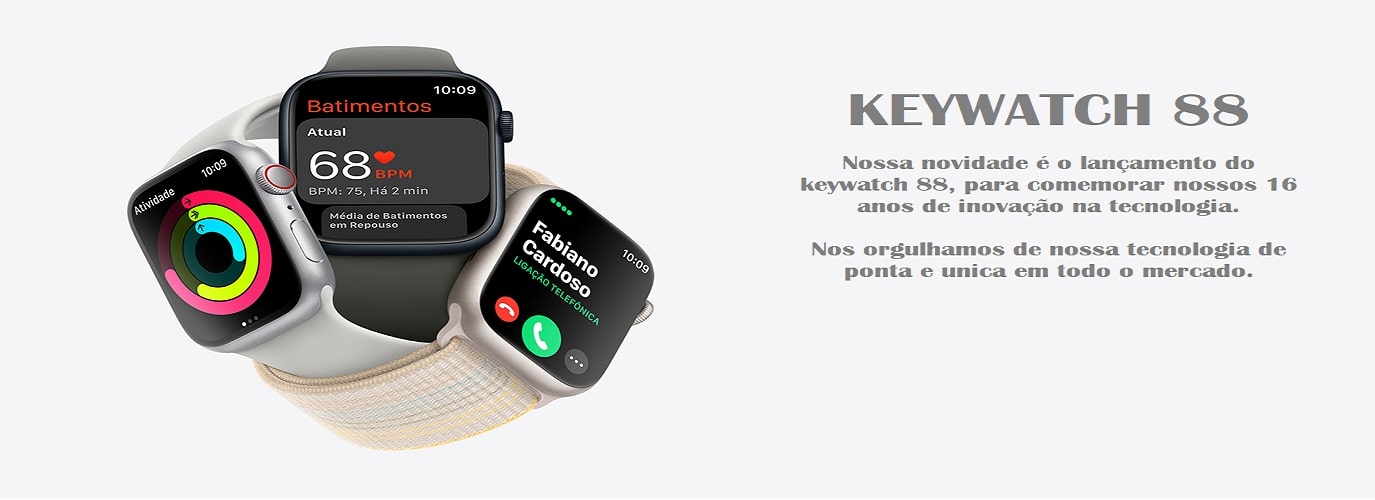 10:09
Batimentos
Atual
68
BPM
BPM: 75, Há 2 min
Média de Batimentos
em Repouso
10:09
Atividade
Fabiano
Cardoso
10:09
LIGAÇÃO TELEFÔNICA
KEYWATCH 88
Nossa novidade é o lançamento do
keywatch 88, para comemorar nossos 16
anos de inovação na tecnologia.
Nos orgulhamos de nossa tecnologia de
ponta e unica em todo o mercado.